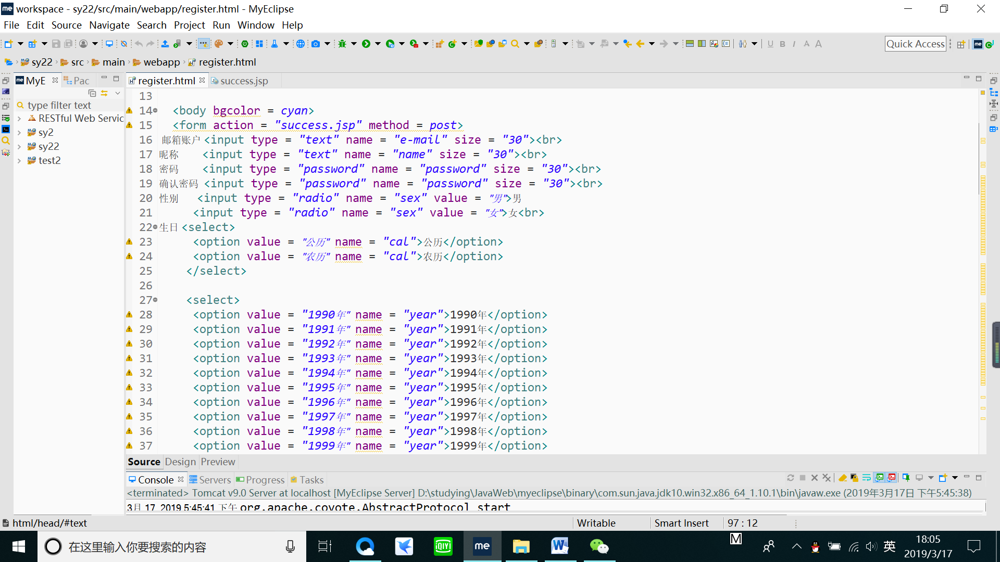 workspace - sy22/src/main/webapp/register.html - MyEclipse
File Edit Source Navigate Search Project Run Window Help
Quick Access
sy22 src main webapp register.html
MyE Pac
type filter text
RESTful Web Servic
sy2
sy22
test2
register.html success.jsp
13
14 <body bgcolor = cyan>
15 <form action = "success.jsp" method = post>
16 邮箱账户 <input type = "text" name = "e-mail" size = "30"><br>
17 昵称 <input type = "text" name = "name" size = "30"><br>
18 密码 <input type = "password" name = "password" size = "30"><br>
19 确认密码 <input type = "password" name = "password" size = "30"><br>
20 性别 <input type = "radio" name = "sex" value = "男">男
21 <input type = "radio" name = "sex" value = "女">女<br>
22 生日 <select>
23 <option value = "公历" name = "cal">公历</option>
24 <option value = "农历" name = "cal">农历</option>
25 </select>
26
27 <select>
28 <option value = "1990年" name = "year">1990年</option>
29 <option value = "1991年" name = "year">1991年</option>
30 <option value = "1992年" name = "year">1992年</option>
31 <option value = "1993年" name = "year">1993年</option>
32 <option value = "1994年" name = "year">1994年</option>
33 <option value = "1995年" name = "year">1995年</option>
34 <option value = "1996年" name = "year">1996年</option>
35 <option value = "1997年" name = "year">1997年</option>
36 <option value = "1998年" name = "year">1998年</option>
37 <option value = "1999年" name = "year">1999年</option>
Source Design Preview
Console Servers Progress Tasks
<terminated> Tomcat v9.0 Server at localhost [MyEclipse Server] D:\studying\JavaWeb\myeclipse\binary\com.sun.java.jdk10.win32.x86_64_1.10.1\bin\javaw.exe (2019年3月17日 下午5:45:38)
3月 17, 2019 5:45:41 下午 org.apache.coyote.AbstractProtocol start
html/head/#text Writable Smart Insert 97 : 12
在这里输入你要搜索的内容
iQIY me W M 英
18:05
2019/3/17